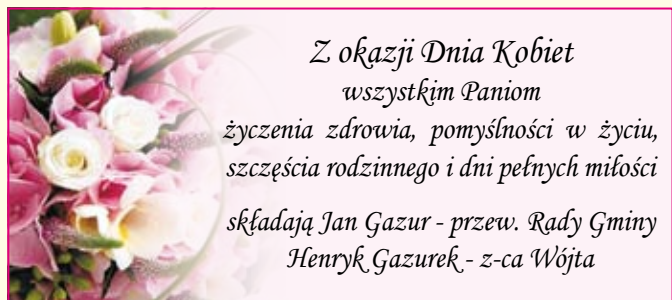 Z okazji Dnia Kobiet
wszystkim Paniom
życzenia zdrowia, pomyślności w życiu,
szczęścia rodzinnego i dni pełnych miłości
składają Jan Gazur - przew. Rady Gminy
Henryk Gazurek - z-ca Wójta